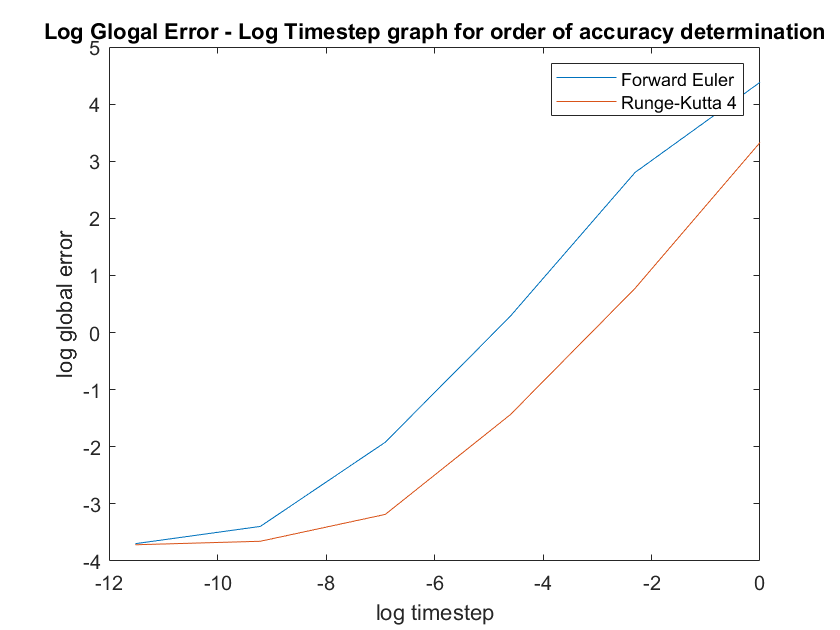 Log Glogal Error - Log Timestep graph for order of accuracy determination
5
4
3
2
1
0
-1
-2
-3
-4
log global error
Forward Euler
Runge-Kutta 4
-12 -10 -8 -6 -4 -2 0
log timestep